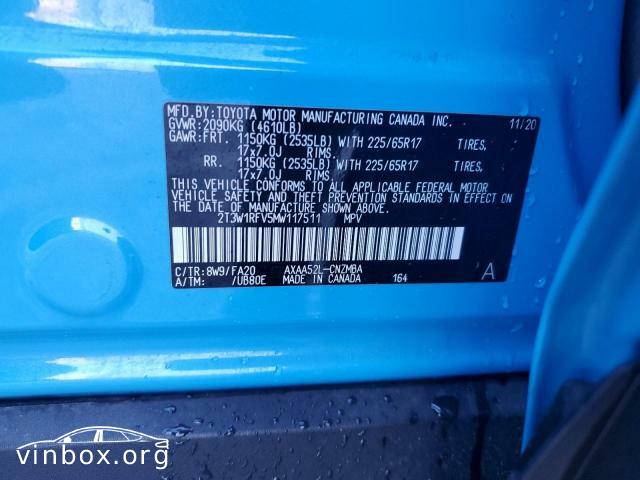 MFD. BY: TOYOTA MOTOR MANUFACTURING CANADA INC. 11/20
GVWR: 2090KG (4610LB)
GAWR: FRT. 1150KG (2535LB) WITH 225/65R17 TIRES,
17x7.0J RIMS.
RR. 1150KG (2535LB) WITH 225/65R17 TIRES,
17x7.0J RIMS.
THIS VEHICLE CONFORMS TO ALL APPLICABLE FEDERAL MOTOR
VEHICLE SAFETY AND THEFT PREVENTION STANDARDS IN EFFECT ON
THE DATE OF MANUFACTURE SHOWN ABOVE.
2T3W1RFV5MW117511 MPV
C/TR: 8W9/FA20 AXAA52L-CNZMBA A
A/TM: /UB80E MADE IN CANADA 164
vinbox.org